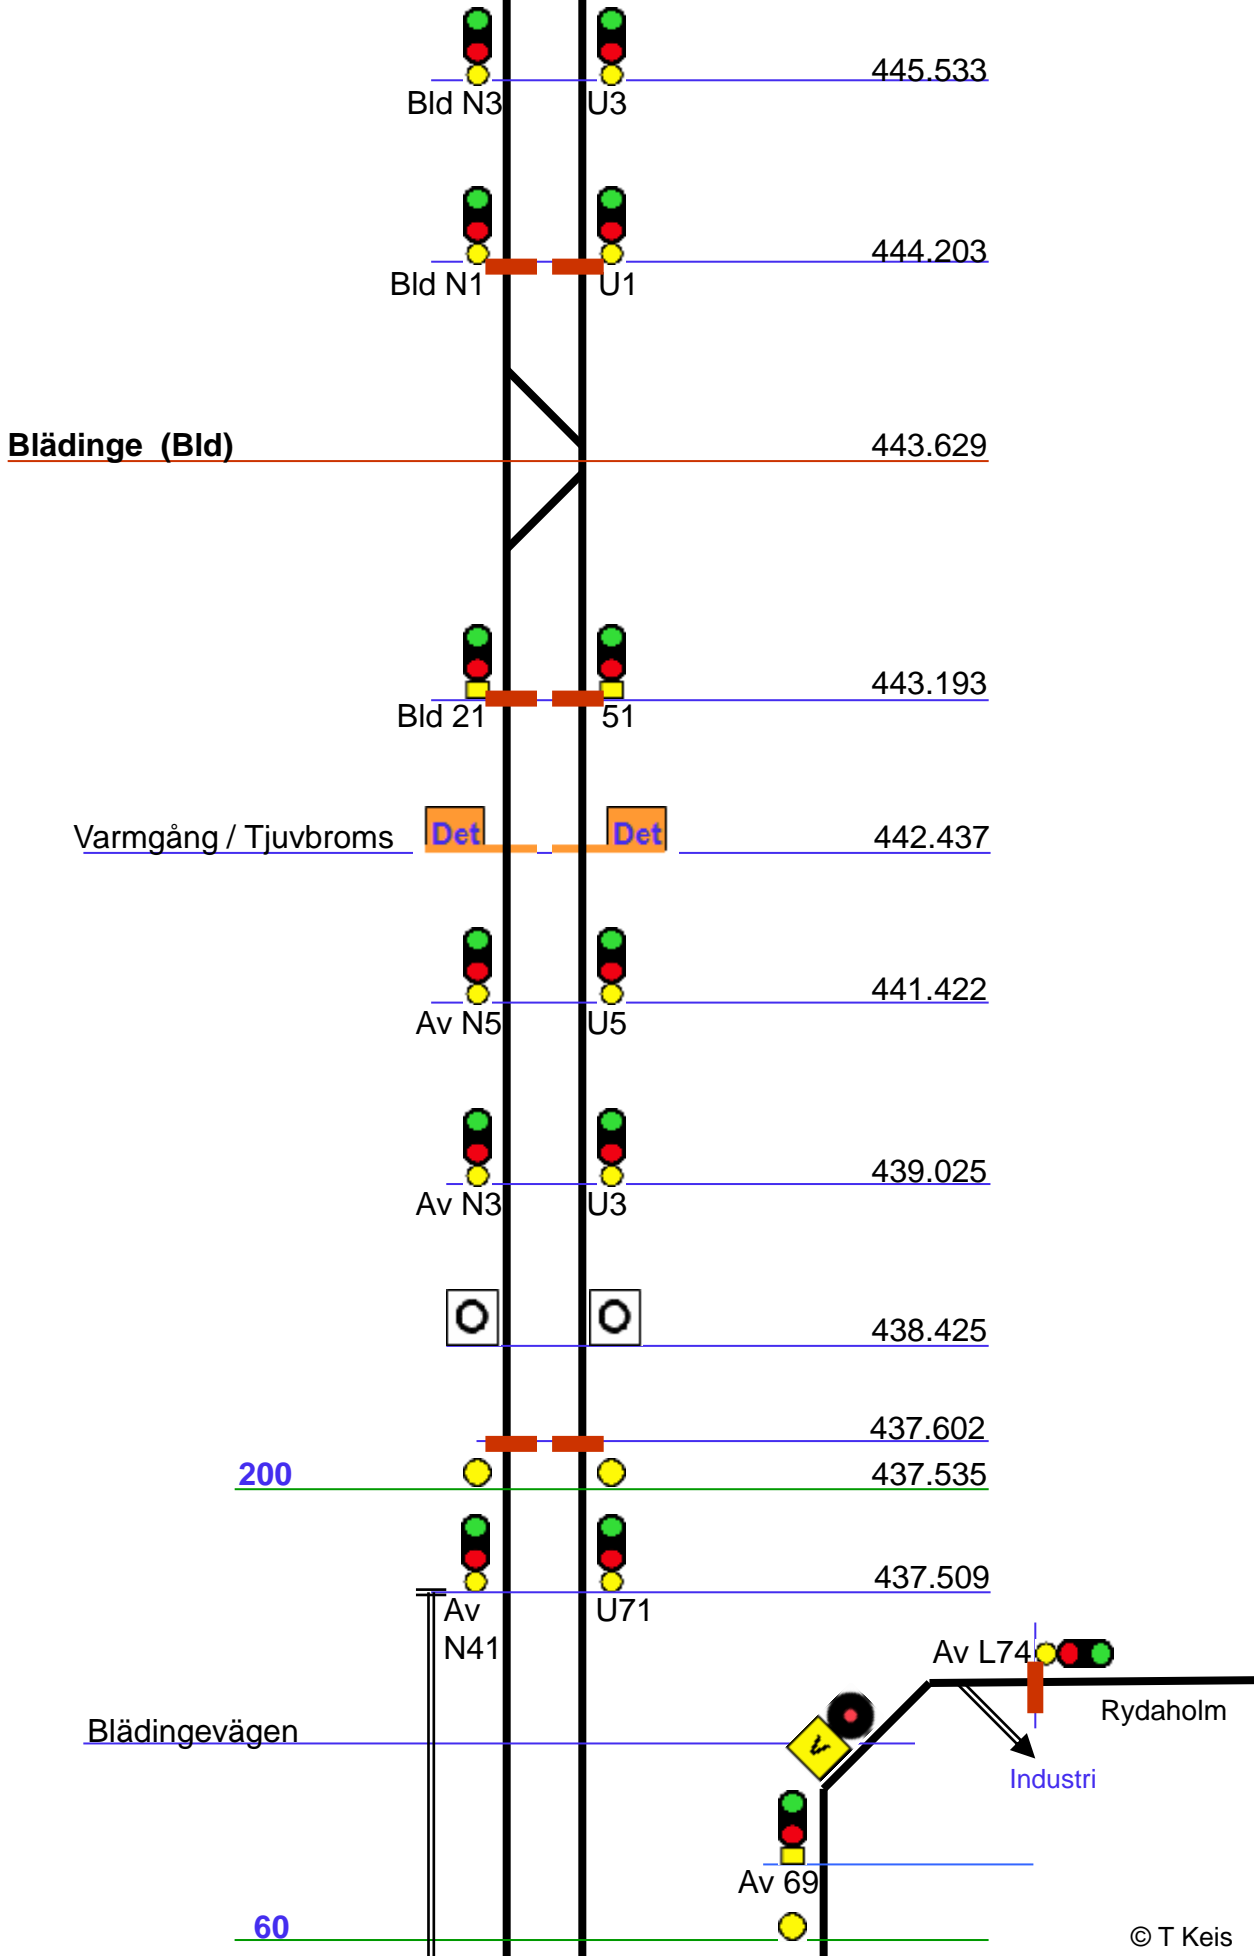 445.533
Bld N3 U3
444.203
Bld N1 U1
Blädinge (Bld) 443.629
443.193
Bld 21 51
Varmgång / Tjuvbroms Det Det 442.437
441.422
Av N5 U5
439.025
Av N3 U3
438.425
437.602
200 437.535
437.509
Av U71
N41
Av L74
Rydaholm
Blädingevägen V
Industri
Av 69
60
© T Keis